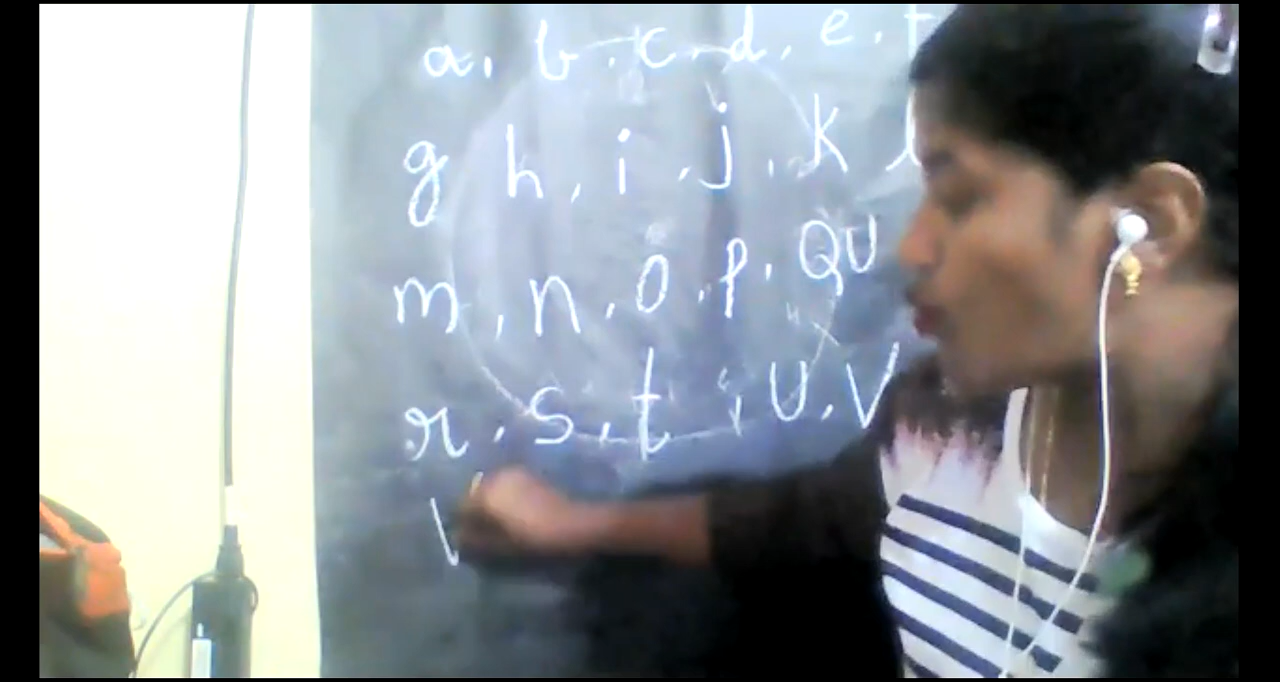 a, b, c, d, e, f
g h, i, j, k l
m, n, o, p, QU
r, s, t, U, V